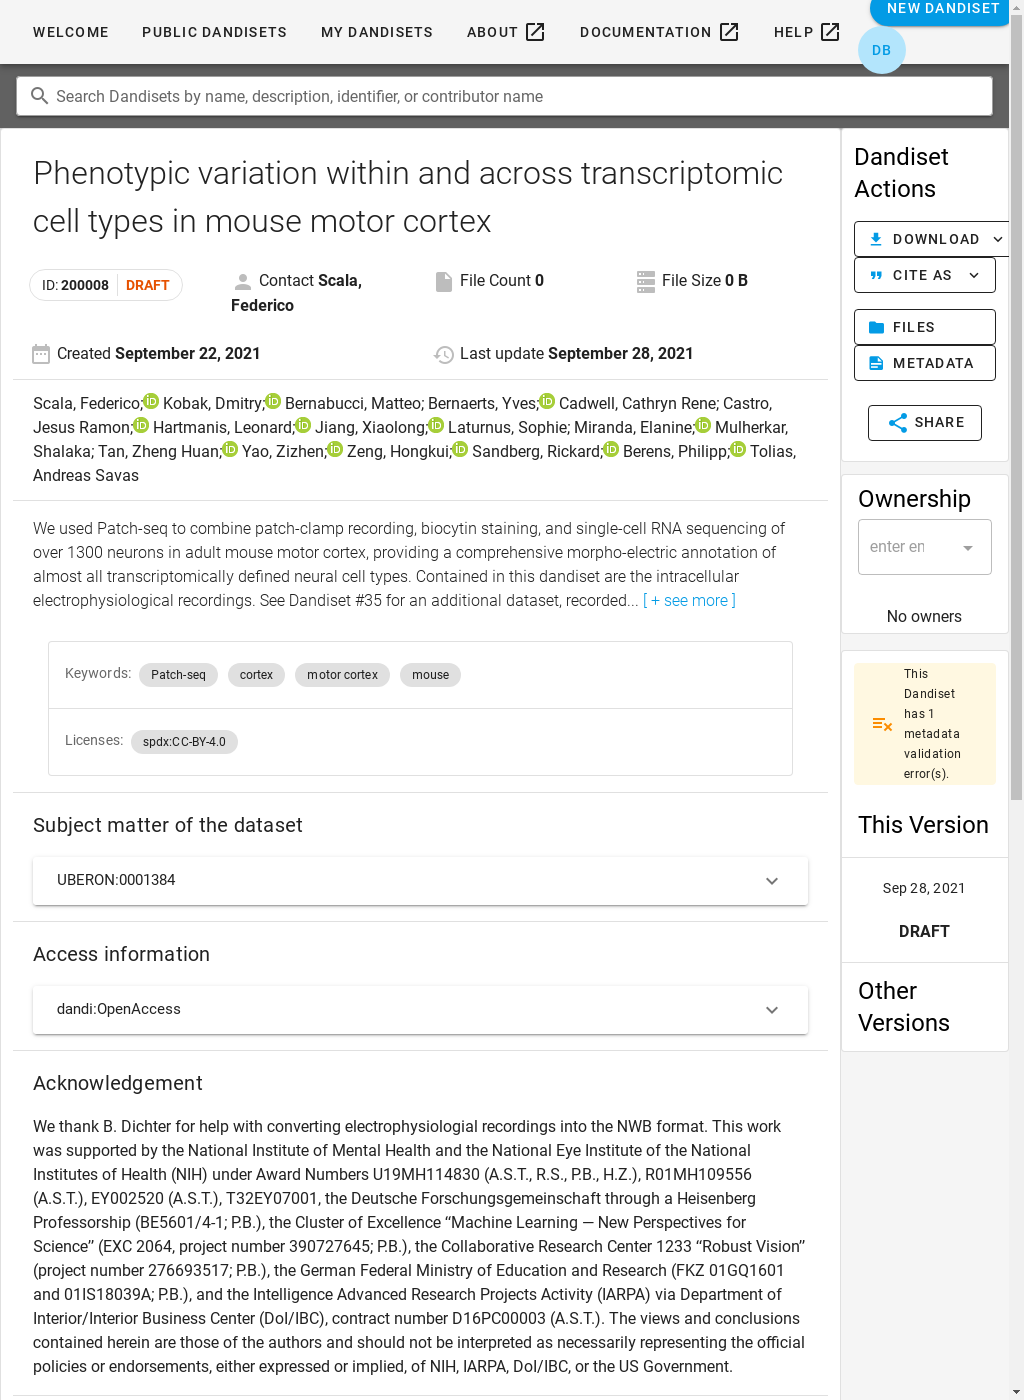 WELCOME PUBLIC DANDISETS MY DANDISETS ABOUT DOCUMENTATION HELP NEW DANDISET
DB
Search Dandisets by name, description, identifier, or contributor name
Phenotypic variation within and across transcriptomic
cell types in mouse motor cortex
ID: 200008 DRAFT
Contact Scala,
Federico
File Count 0
File Size 0 B
Created September 22, 2021
Last update September 28, 2021
Scala, Federico; Kobak, Dmitry; Bernabucci, Matteo; Bernaerts, Yves; Cadwell, Cathryn Rene; Castro,
Jesus Ramon; Hartmanis, Leonard; Jiang, Xiaolong; Laturnus, Sophie; Miranda, Elanine; Mulherkar,
Shalaka; Tan, Zheng Huan; Yao, Zizhen; Zeng, Hongkui; Sandberg, Rickard; Berens, Philipp; Tolias,
Andreas Savas
We used Patch-seq to combine patch-clamp recording, biocytin staining, and single-cell RNA sequencing of
over 1300 neurons in adult mouse motor cortex, providing a comprehensive morpho-electric annotation of
almost all transcriptomically defined neural cell types. Contained in this dandiset are the intracellular
electrophysiological recordings. See Dandiset #35 for an additional dataset, recorded... [ + see more ]
Keywords: Patch-seq cortex motor cortex mouse
Licenses: spdx:CC-BY-4.0
Subject matter of the dataset
UBERON:0001384
Access information
dandi:OpenAccess
Acknowledgement
We thank B. Dichter for help with converting electrophysiologial recordings into the NWB format. This work
was supported by the National Institute of Mental Health and the National Eye Institute of the National
Institutes of Health (NIH) under Award Numbers U19MH114830 (A.S.T., R.S., P.B., H.Z.), R01MH109556
(A.S.T.), EY002520 (A.S.T.), T32EY07001, the Deutsche Forschungsgemeinschaft through a Heisenberg
Professorship (BE5601/4-1; P.B.), the Cluster of Excellence “Machine Learning — New Perspectives for
Science” (EXC 2064, project number 390727645; P.B.), the Collaborative Research Center 1233 “Robust Vision”
(project number 276693517; P.B.), the German Federal Ministry of Education and Research (FKZ 01GQ1601
and 01IS18039A; P.B.), and the Intelligence Advanced Research Projects Activity (IARPA) via Department of
Interior/Interior Business Center (DoI/IBC), contract number D16PC00003 (A.S.T.). The views and conclusions
contained herein are those of the authors and should not be interpreted as necessarily representing the official
policies or endorsements, either expressed or implied, of NIH, IARPA, DoI/IBC, or the US Government.
Dandiset
Actions
DOWNLOAD
CITE AS
FILES
METADATA
SHARE
Ownership
enter en
No owners
This
Dandiset
has 1
metadata
validation
error(s).
This Version
Sep 28, 2021
DRAFT
Other
Versions